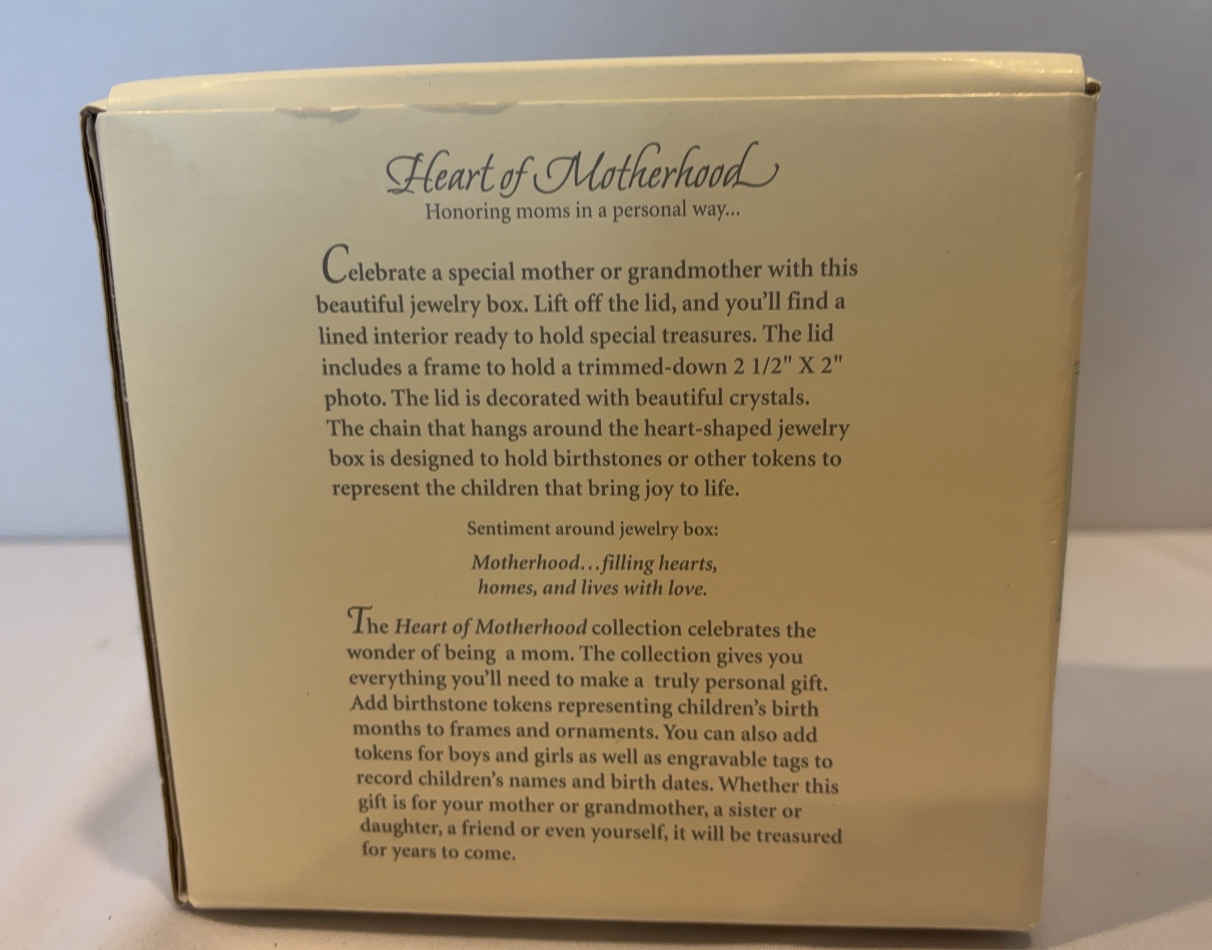 Heart of Motherhood
Honoring moms in a personal way...
Celebrate a special mother or grandmother with this
beautiful jewelry box. Lift off the lid, and you'll find a
lined interior ready to hold special treasures. The lid
includes a frame to hold a trimmed-down 2 1/2" X 2"
photo. The lid is decorated with beautiful crystals.
The chain that hangs around the heart-shaped jewelry
box is designed to hold birthstones or other tokens to
represent the children that bring joy to life.
Sentiment around jewelry box:
Motherhood...filling hearts,
homes, and lives with love.
The Heart of Motherhood collection celebrates the
wonder of being a mom. The collection gives you
everything you'll need to make a truly personal gift.
Add birthstone tokens representing children's birth
months to frames and ornaments. You can also add
tokens for boys and girls as well as engravable tags to
record children's names and birth dates. Whether this
gift is for your mother or grandmother, a sister or
daughter, a friend or even yourself, it will be treasured
for years to come.